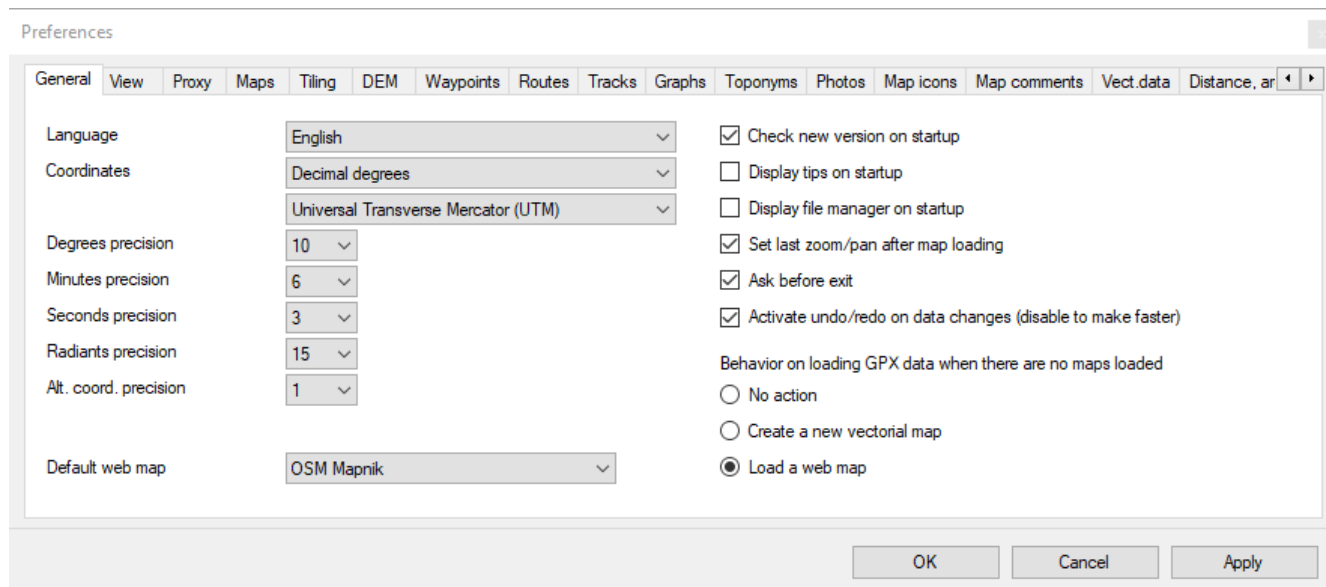 Preferences
General View Proxy Maps Tiling DEM Waypoints Routes Tracks Graphs Toponyms Photos Map icons Map comments Vect.data Distance, ar
Language English
Coordinates Decimal degrees
Universal Transverse Mercator (UTM)
Degrees precision 10
Minutes precision 6
Seconds precision 3
Radiants precision 15
Alt. coord. precision 1
Default web map OSM Mapnik
Check new version on startup
Display tips on startup
Display file manager on startup
Set last zoom/pan after map loading
Ask before exit
Activate undo/redo on data changes (disable to make faster)
Behavior on loading GPX data when there are no maps loaded
No action
Create a new vectorial map
Load a web map
OK Cancel Apply